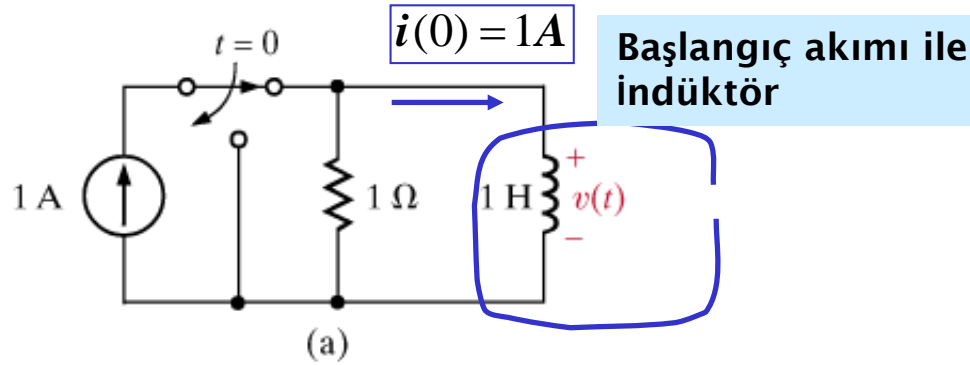 i(0) = 1A
Başlangıç akımı ile
İndüktör
t = 0
1 A
1 Ω
1 H
+
v(t)
−
(a)